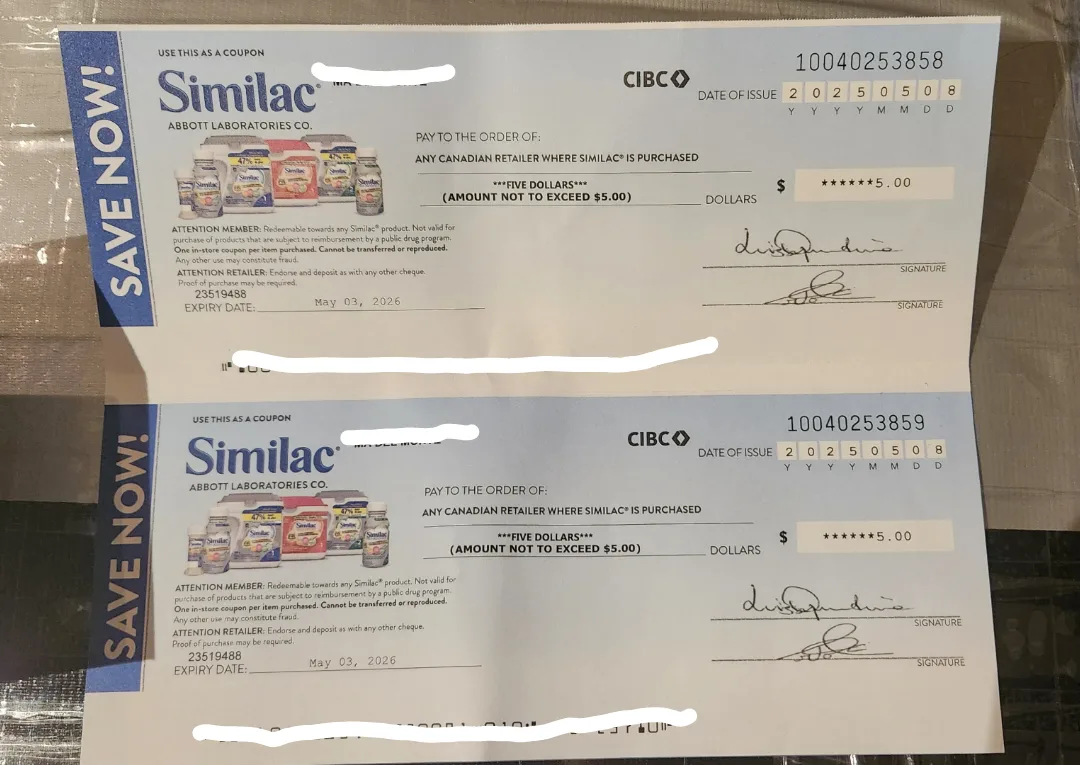 SAVE NOW!
USE THIS AS A COUPON
Similac®
ABBOTT LABORATORIES CO.
CIBC
10040253858
DATE OF ISSUE 2 0 2 5 0 5 0 8
Y Y Y Y M M D D
PAY TO THE ORDER OF:
ANY CANADIAN RETAILER WHERE SIMILAC® IS PURCHASED
***FIVE DOLLARS***
(AMOUNT NOT TO EXCEED $5.00) DOLLARS
$ ******5.00
47%
Similac
ATTENTION MEMBER: Redeemable towards any Similac® product. Not valid for
purchase of products that are subject to reimbursement by a public drug program.
One in-store coupon per item purchased. Cannot be transferred or reproduced.
Any other use may constitute fraud.
ATTENTION RETAILER: Endorse and deposit as with any other cheque.
Proof of purchase may be required.
23519488
EXPIRY DATE: May 03, 2026
SIGNATURE
SIGNATURE
SAVE NOW!
USE THIS AS A COUPON
Similac®
ABBOTT LABORATORIES CO.
CIBC
10040253859
DATE OF ISSUE 2 0 2 5 0 5 0 8
Y Y Y Y M M D D
PAY TO THE ORDER OF:
ANY CANADIAN RETAILER WHERE SIMILAC® IS PURCHASED
***FIVE DOLLARS***
(AMOUNT NOT TO EXCEED $5.00) DOLLARS
$ ******5.00
47%
Similac
ATTENTION MEMBER: Redeemable towards any Similac® product. Not valid for
purchase of products that are subject to reimbursement by a public drug program.
One in-store coupon per item purchased. Cannot be transferred or reproduced.
Any other use may constitute fraud.
ATTENTION RETAILER: Endorse and deposit as with any other cheque.
Proof of purchase may be required.
23519488
EXPIRY DATE: May 03, 2026
SIGNATURE
SIGNATURE